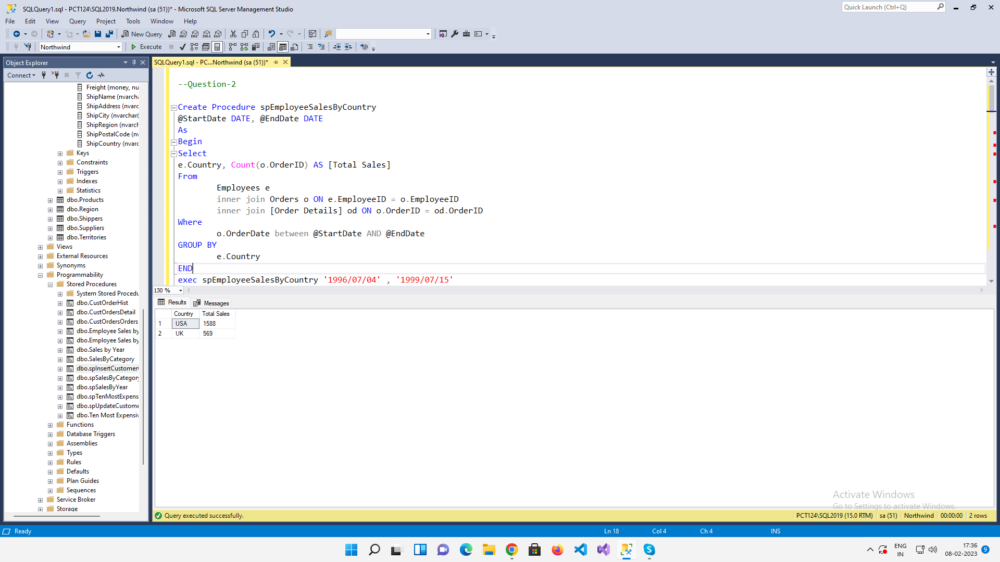 SQLQuery1.sql - PCT124\SQL2019.Northwind (sa (51))* - Microsoft SQL Server Management Studio
Quick Launch (Ctrl+Q)
File Edit View Query Project Tools Window Help
New Query
Northwind
Execute
Object Explorer
SQLQuery1.sql - PC...Northwind (sa (51))*
Connect
Freight (money, nu
ShipName (nvarcha
ShipAddress (nvarc
ShipCity (nvarchar(
ShipRegion (nvarch
ShipPostalCode (nv
ShipCountry (nvarc
Keys
Constraints
Triggers
Indexes
Statistics
dbo.Products
dbo.Region
dbo.Shippers
dbo.Suppliers
dbo.Territories
Views
External Resources
Synonyms
Programmability
Stored Procedures
System Stored Procedu
dbo.CustOrderHist
dbo.CustOrdersDetail
dbo.CustOrdersOrders
dbo.Employee Sales by
dbo.Employee Sales by
dbo.Sales by Year
dbo.SalesByCategory
dbo.spInsertCustomer
dbo.spSalesByCategory
dbo.spSalesByYear
dbo.spTenMostExpens
dbo.spUpdateCustome
dbo.Ten Most Expensiv
Functions
Database Triggers
Assemblies
Types
Rules
Defaults
Plan Guides
Sequences
Service Broker
Storage
--Question-2
Create Procedure spEmployeeSalesByCountry
@StartDate DATE, @EndDate DATE
As
Begin
Select
e.Country, Count(o.OrderID) AS [Total Sales]
From
Employees e
inner join Orders o ON e.EmployeeID = o.EmployeeID
inner join [Order Details] od ON o.OrderID = od.OrderID
Where
o.OrderDate between @StartDate AND @EndDate
GROUP BY
e.Country
END
exec spEmployeeSalesByCountry '1996/07/04' , '1999/07/15'
130 %
Results Messages
Country Total Sales
1 USA 1588
2 UK 569
Activate Windows
Go to Settings to activate Windows.
Query executed successfully.
PCT124\SQL2019 (15.0 RTM) sa (51) Northwind 00:00:00 2 rows
Ready Ln 18 Col 4 Ch 4 INS
ENG
IN
17:36
08-02-2023
9